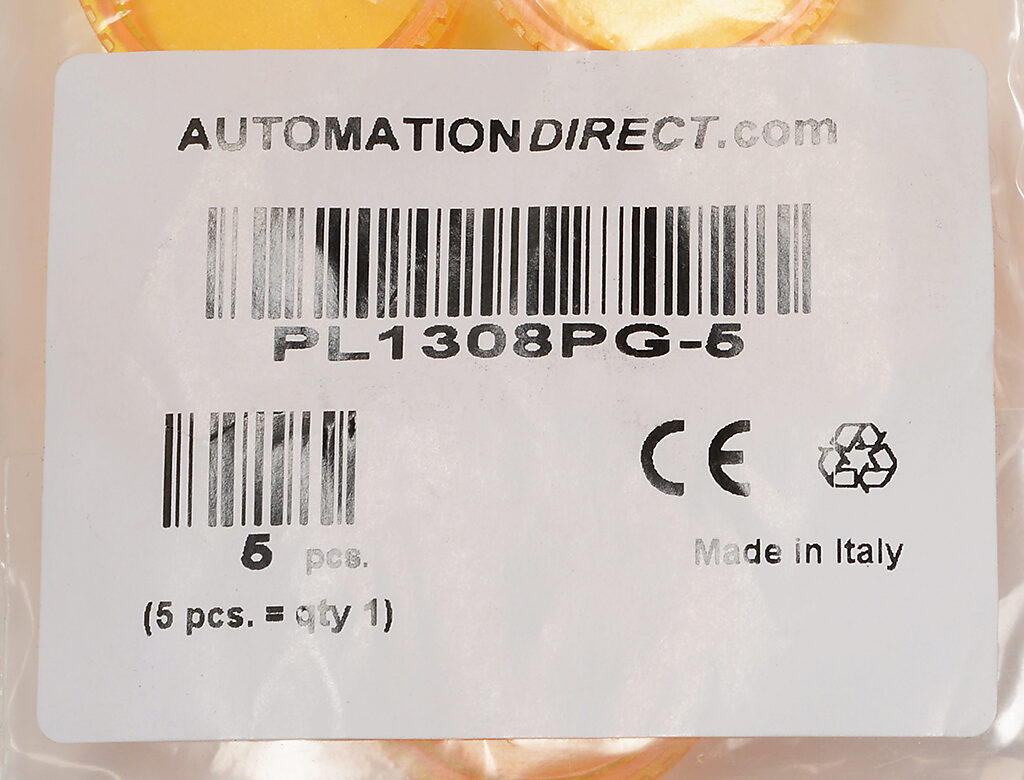 AUTOMATIONDIRECT.com
PL1308PG-5
5 pcs.
(5 pcs. = qty 1)
CE
Made in Italy